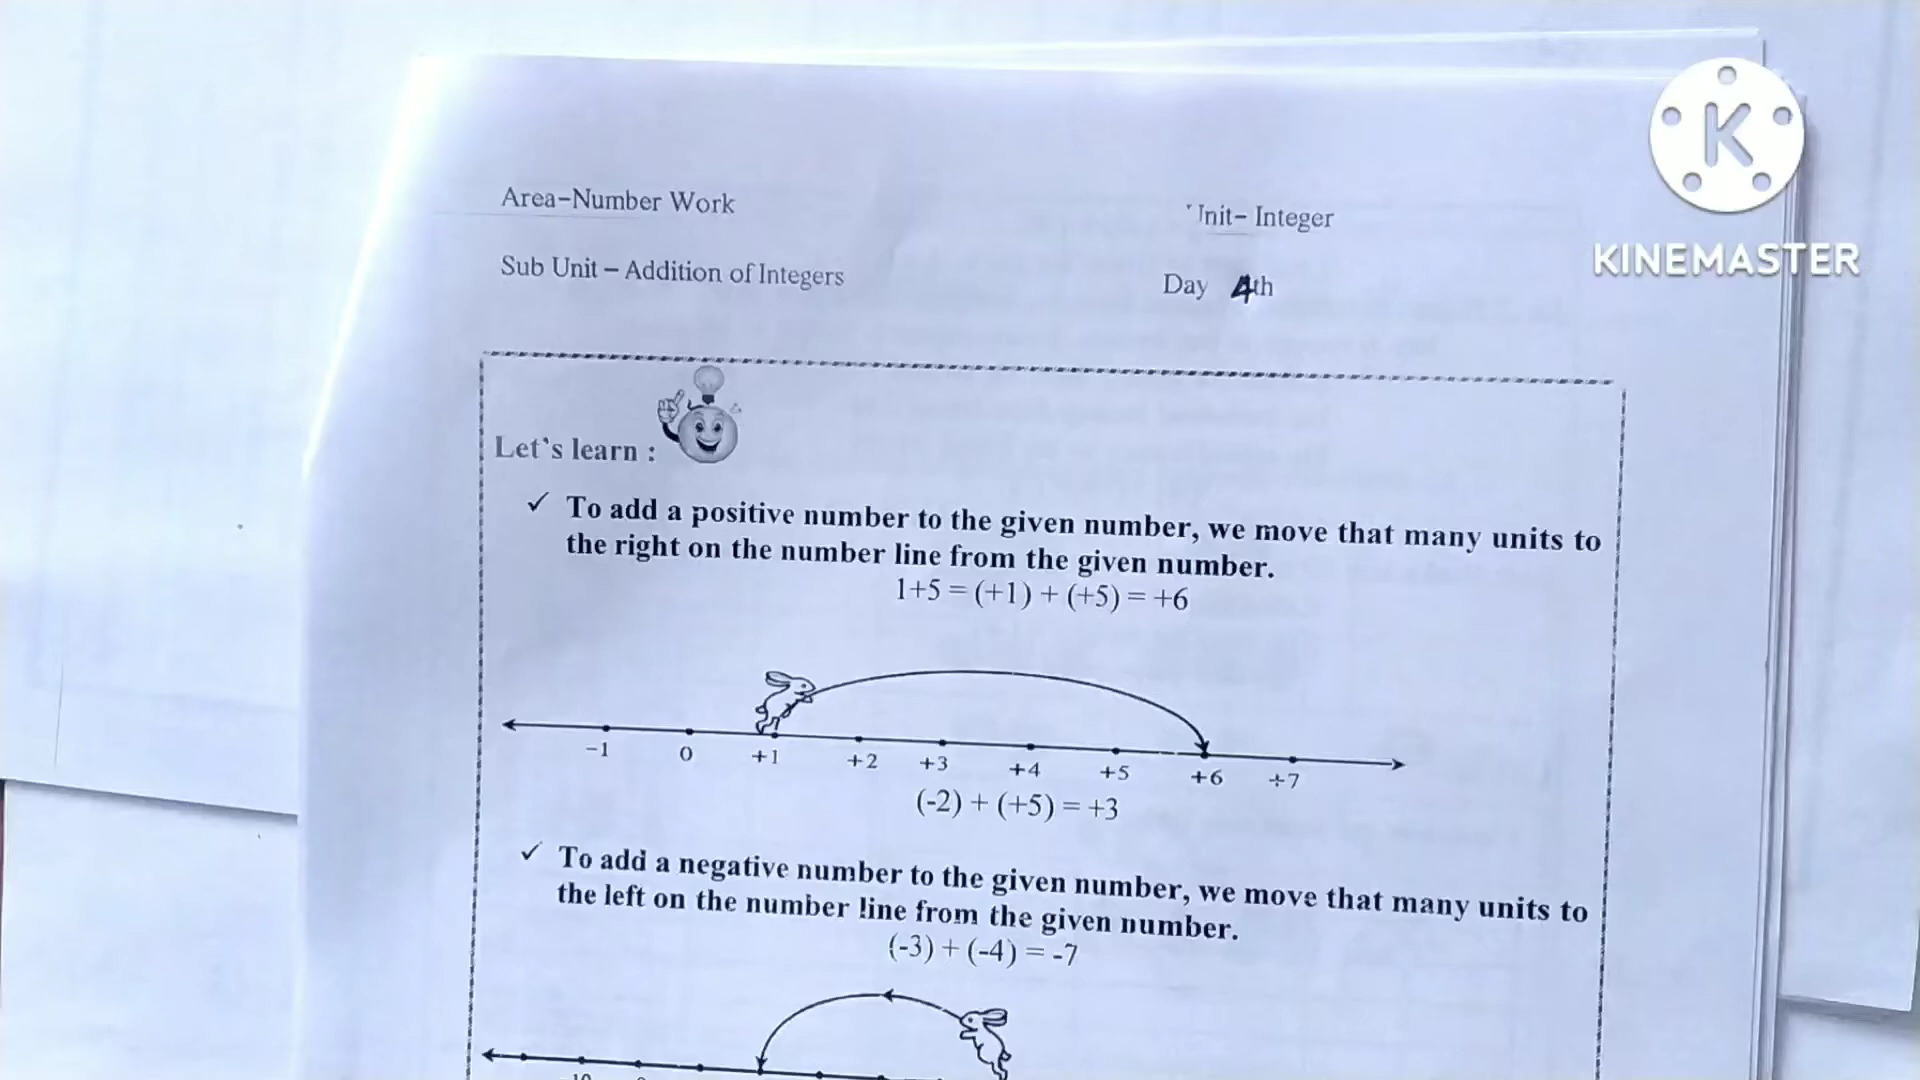 Area-Number Work
Unit- Integer
Sub Unit – Addition of Integers
Day 4th
Let's learn :
✓ To add a positive number to the given number, we move that many units to
the right on the number line from the given number.
1+5 = (+1) + (+5) = +6
-1 0 +1 +2 +3 +4 +5 +6 +7
(-2) + (+5) = +3
✓ To add a negative number to the given number, we move that many units to
the left on the number line from the given number.
(-3) + (-4) = -7
K
KINEMASTER